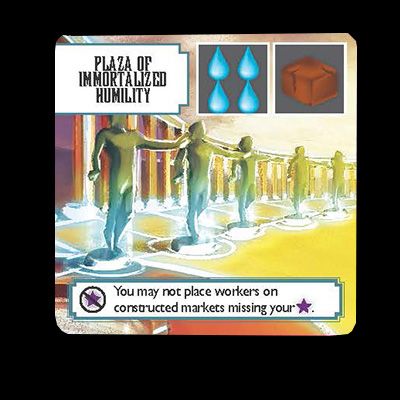 PLAZA OF
IMMORTALIZED
HUMILITY
You may not place workers on
constructed markets missing your ★.